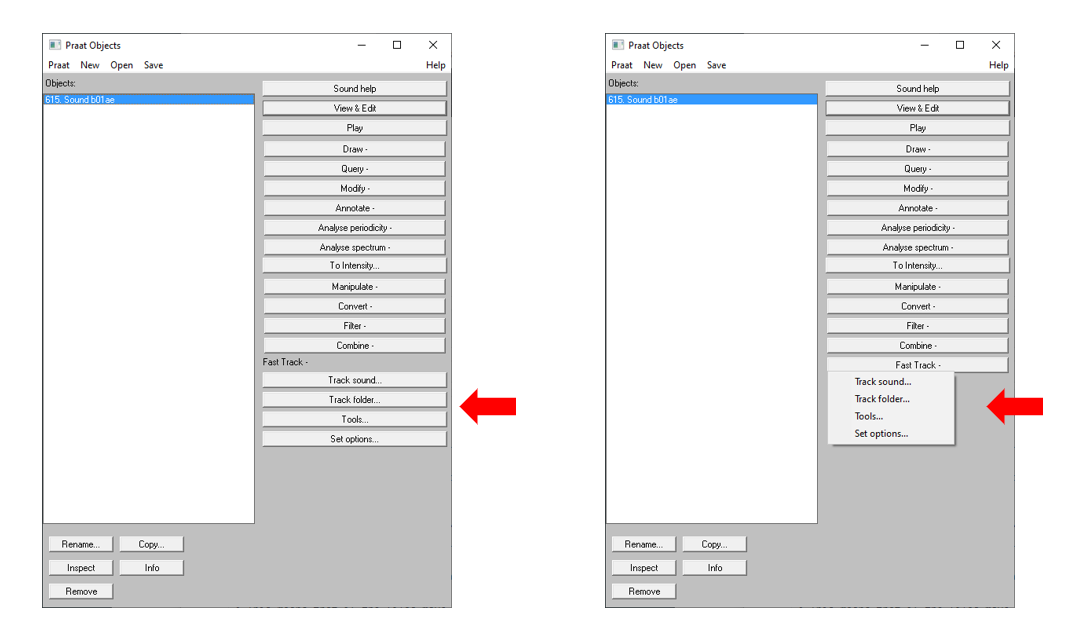 Praat Objects
Praat New Open Save Help
Objects:
615. Sound b01ae
Sound help
View & Edit
Play
Draw -
Query -
Modify -
Annotate -
Analyse periodicity -
Analyse spectrum -
To Intensity...
Manipulate -
Convert -
Filter -
Combine -
Fast Track -
Track sound...
Track folder...
Tools...
Set options...
Rename... Copy...
Inspect Info
Remove
Praat Objects
Praat New Open Save Help
Objects:
615. Sound b01ae
Sound help
View & Edit
Play
Draw -
Query -
Modify -
Annotate -
Analyse periodicity -
Analyse spectrum -
To Intensity...
Manipulate -
Convert -
Filter -
Combine -
Fast Track -
Track sound...
Track folder...
Tools...
Set options...
Rename... Copy...
Inspect Info
Remove